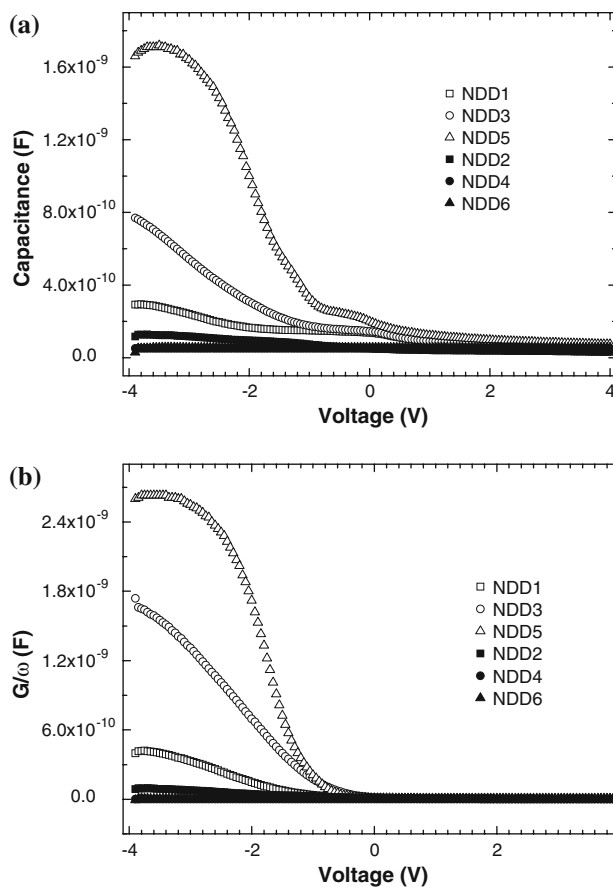 (a)
1.6x10⁻⁹
1.2x10⁻⁹
8.0x10⁻¹⁰
4.0x10⁻¹⁰
0.0
Capacitance (F)
NDD1
NDD3
NDD5
NDD2
NDD4
NDD6
-4
-2
0
2
4
Voltage (V)
(b)
2.4x10⁻⁹
1.8x10⁻⁹
1.2x10⁻⁹
6.0x10⁻¹⁰
0.0
G/ω (F)
NDD1
NDD3
NDD5
NDD2
NDD4
NDD6
-4
-2
0
2
Voltage (V)